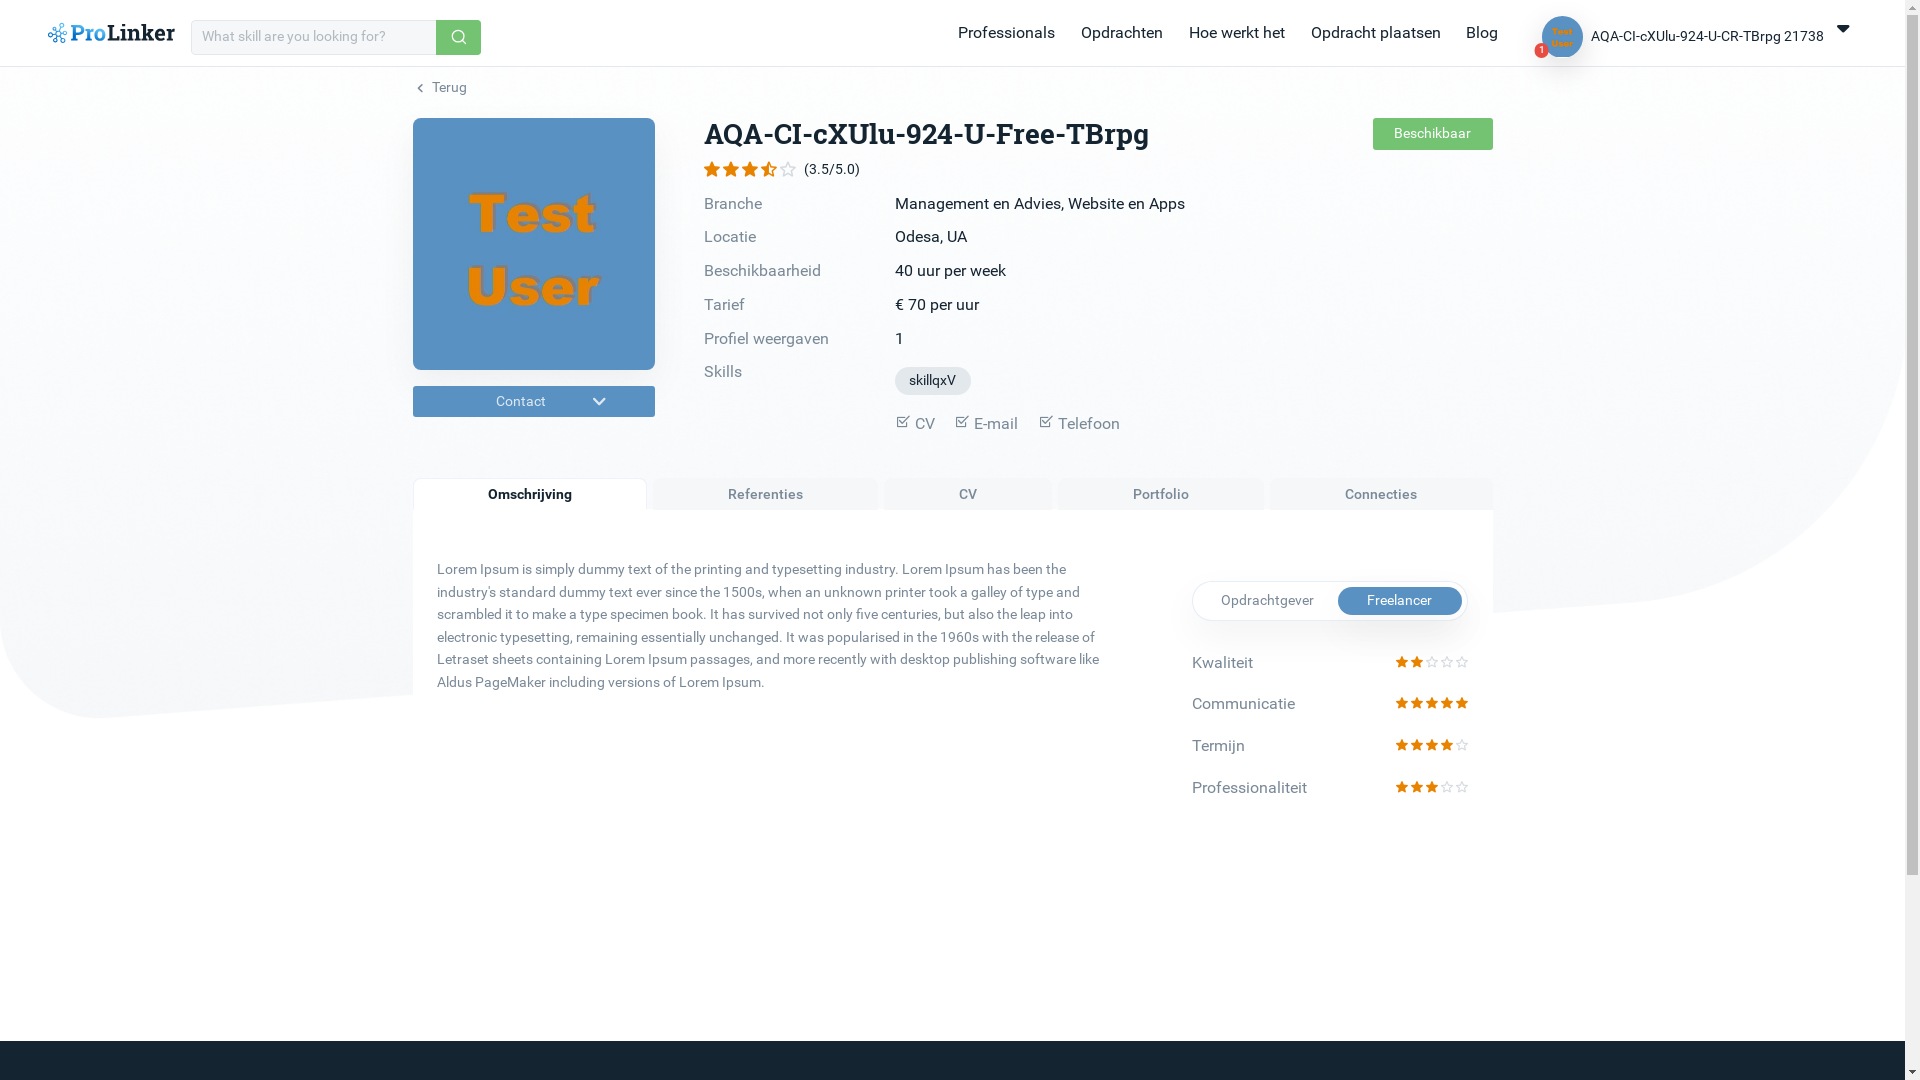 ProLinker
What skill are you looking for?
Professionals
Opdrachten
Hoe werkt het
Opdracht plaatsen
Blog
Test
User
1
AQA-CI-cXUlu-924-U-CR-TBrpg 21738
Terug
Test
User
AQA-CI-cXUlu-924-U-Free-TBrpg
Beschikbaar
(3.5/5.0)
Branche Management en Advies, Website en Apps
Locatie Odesa, UA
Beschikbaarheid 40 uur per week
Tarief € 70 per uur
Profiel weergaven 1
Skills skillqxV
Contact
CV E-mail Telefoon
Omschrijving Referenties CV Portfolio Connecties
Lorem Ipsum is simply dummy text of the printing and typesetting industry. Lorem Ipsum has been the
industry's standard dummy text ever since the 1500s, when an unknown printer took a galley of type and
scrambled it to make a type specimen book. It has survived not only five centuries, but also the leap into
electronic typesetting, remaining essentially unchanged. It was popularised in the 1960s with the release of
Letraset sheets containing Lorem Ipsum passages, and more recently with desktop publishing software like
Aldus PageMaker including versions of Lorem Ipsum.
Opdrachtgever Freelancer
Kwaliteit
Communicatie
Termijn
Professionaliteit